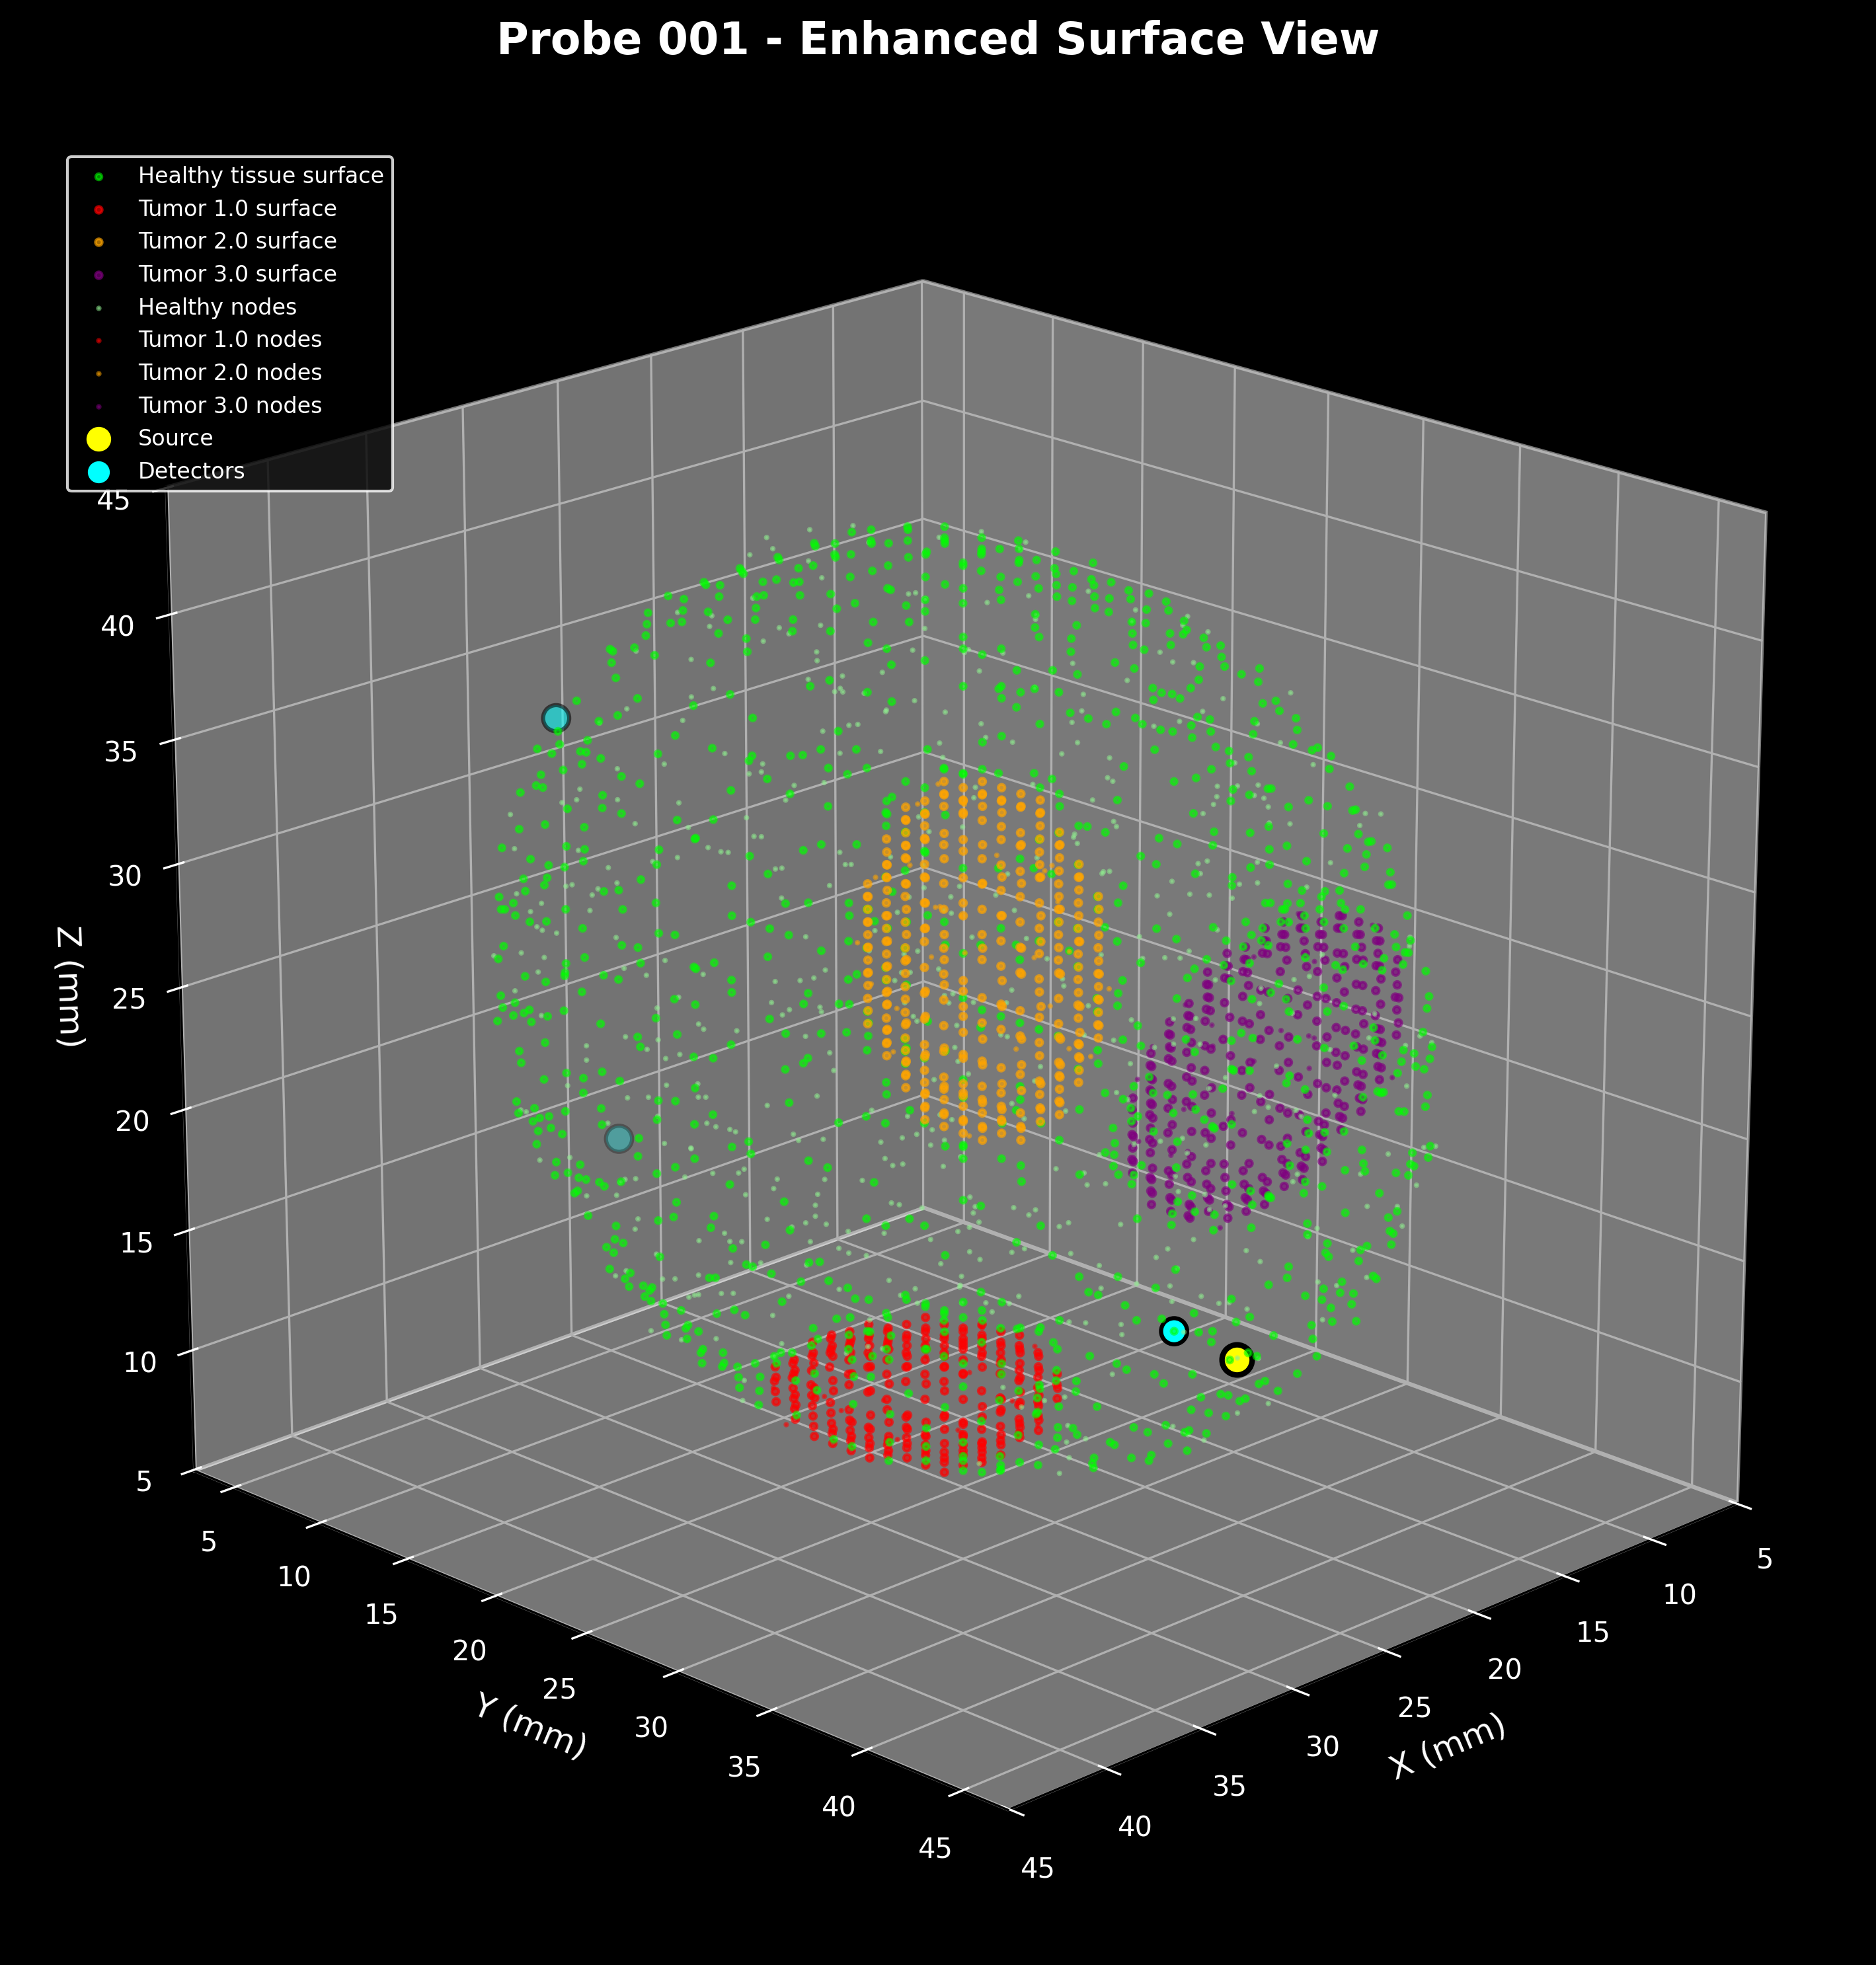 Probe 001 - Enhanced Surface View
Healthy tissue surface
Tumor 1.0 surface
Tumor 2.0 surface
Tumor 3.0 surface
Healthy nodes
Tumor 1.0 nodes
Tumor 2.0 nodes
Tumor 3.0 nodes
Source
Detectors
45
40
35
30
25
20
15
10
5
Z (mm)
5
10
15
20
25
30
35
40
45
Y (mm)
5
10
15
20
25
30
35
40
45
X (mm)